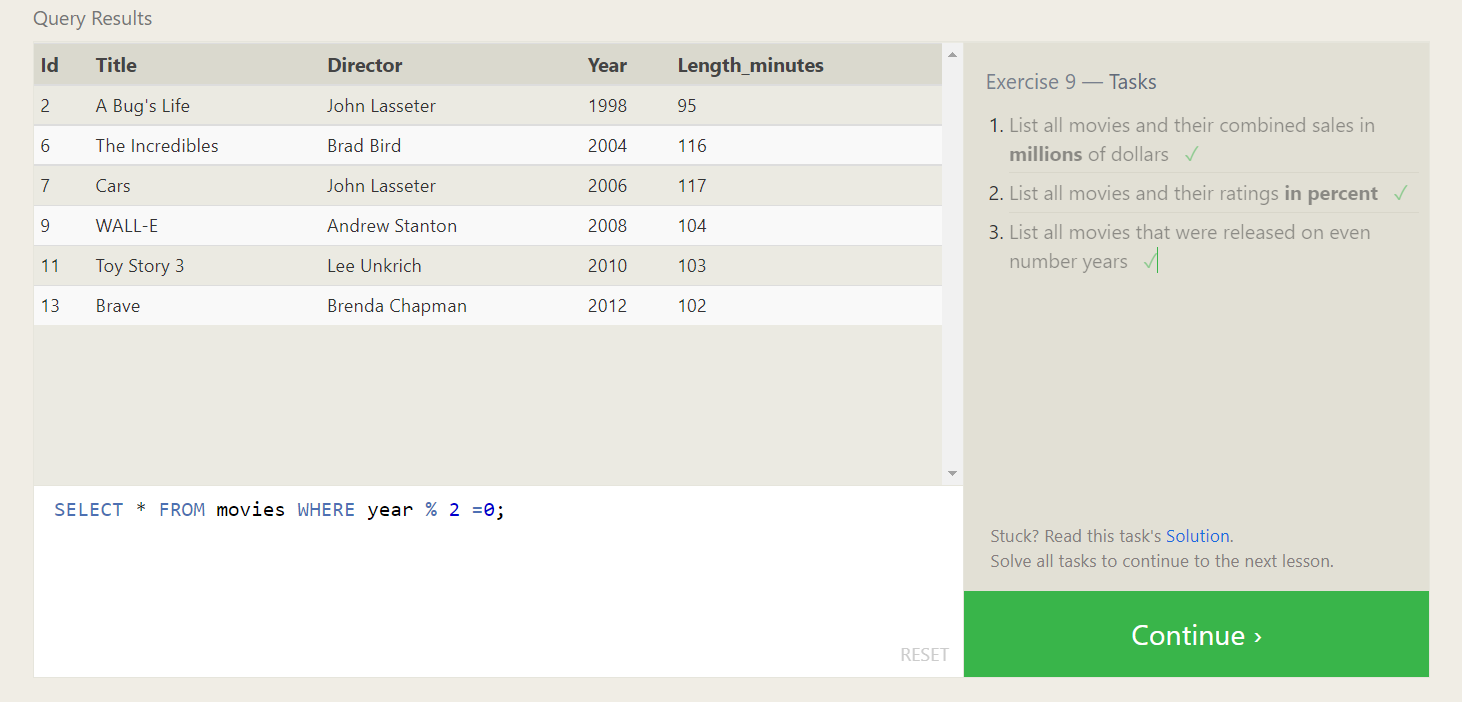 Query Results
Id Title Director Year Length_minutes
2 A Bug's Life John Lasseter 1998 95
6 The Incredibles Brad Bird 2004 116
7 Cars John Lasseter 2006 117
9 WALL-E Andrew Stanton 2008 104
11 Toy Story 3 Lee Unkrich 2010 103
13 Brave Brenda Chapman 2012 102
SELECT * FROM movies WHERE year % 2 =0;
RESET
Exercise 9 — Tasks
1. List all movies and their combined sales in
millions of dollars ✓
2. List all movies and their ratings in percent ✓
3. List all movies that were released on even
number years ✓
Stuck? Read this task's Solution.
Solve all tasks to continue to the next lesson.
Continue ›